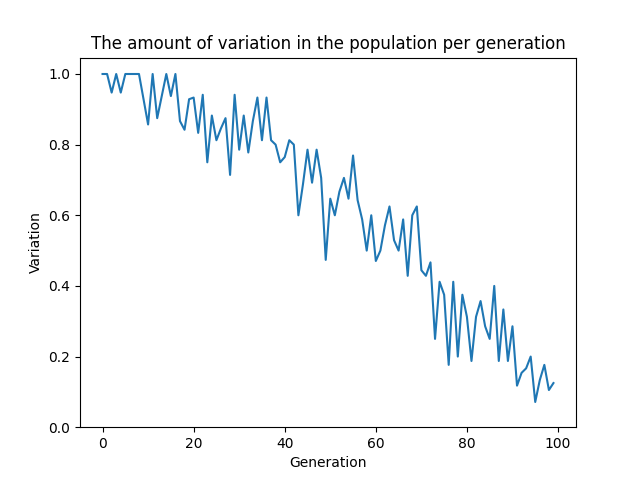 The amount of variation in the population per generation
1.0
0.8
0.6
0.4
0.2
0.0
Variation
0 20 40 60 80 100
Generation